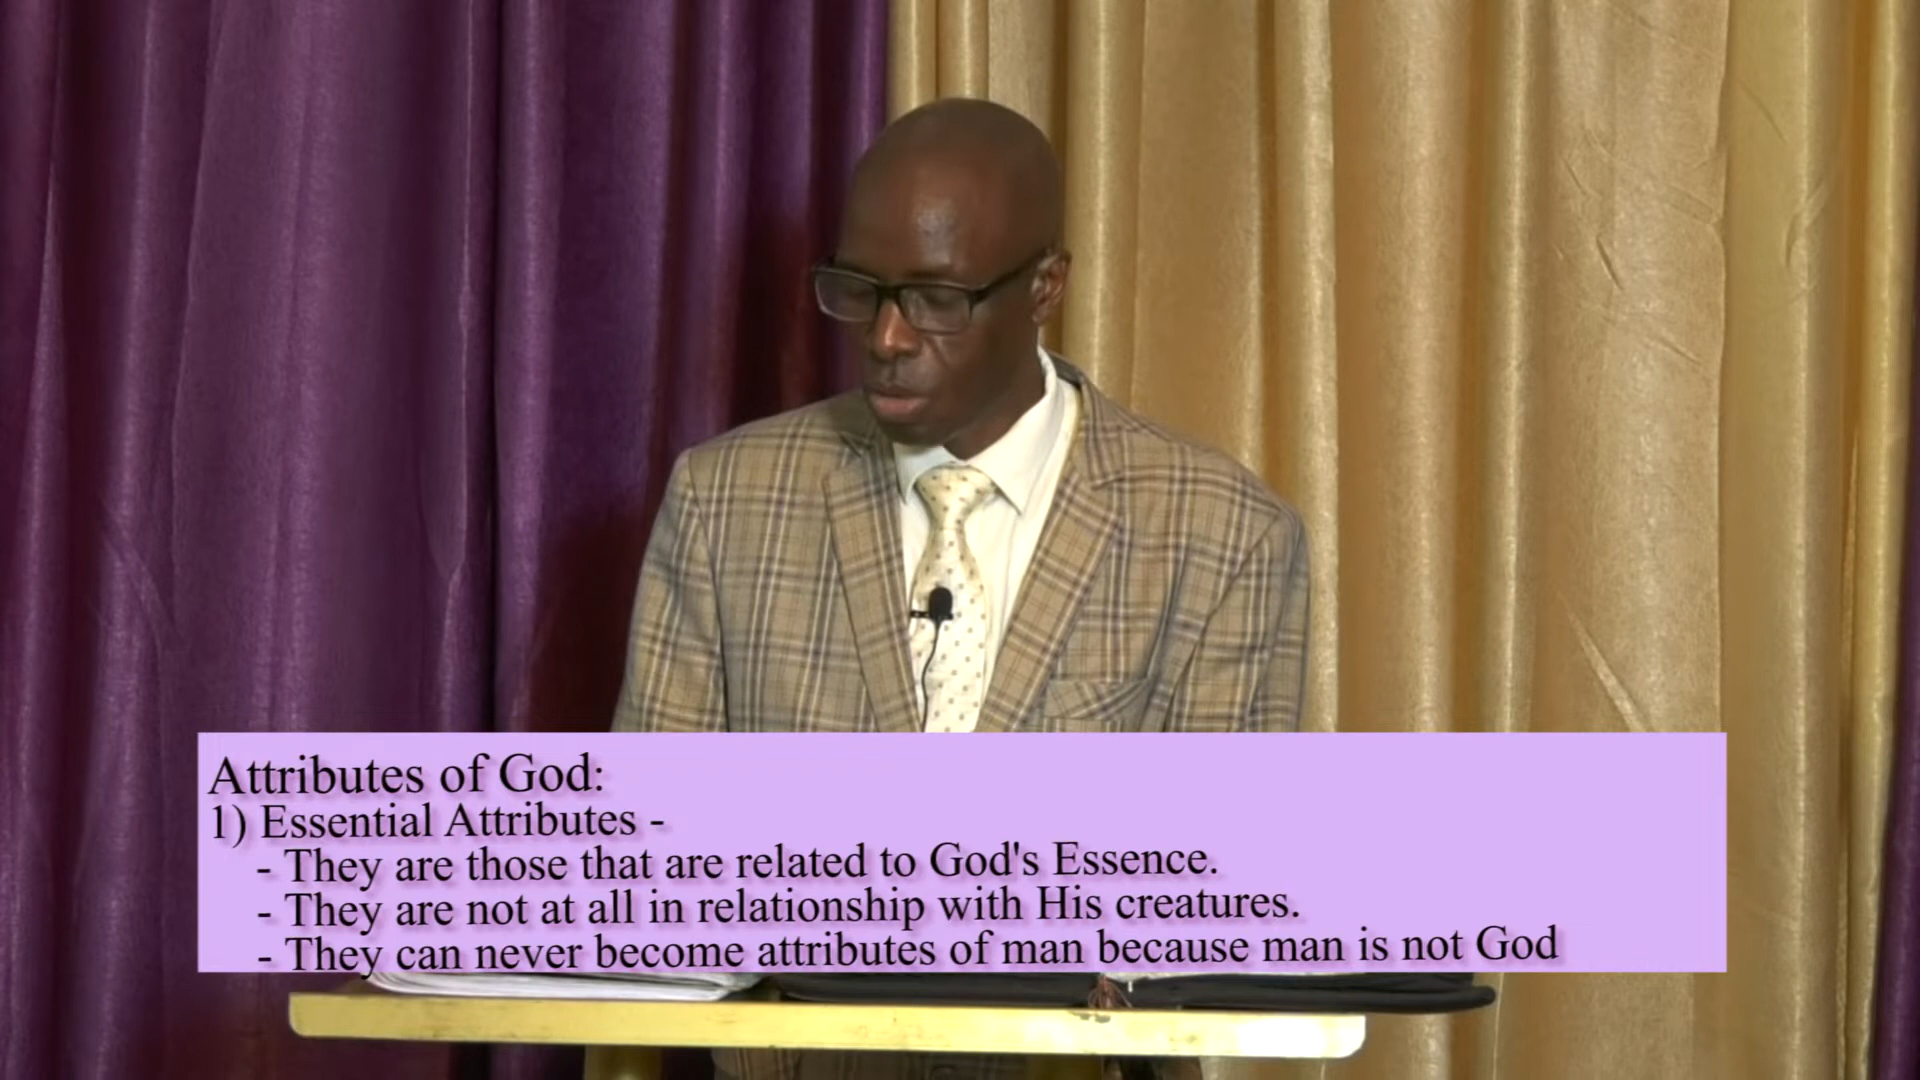 Attributes of God:
1) Essential Attributes -
- They are those that are related to God's Essence.
- They are not at all in relationship with His creatures.
- They can never become attributes of man because man is not God